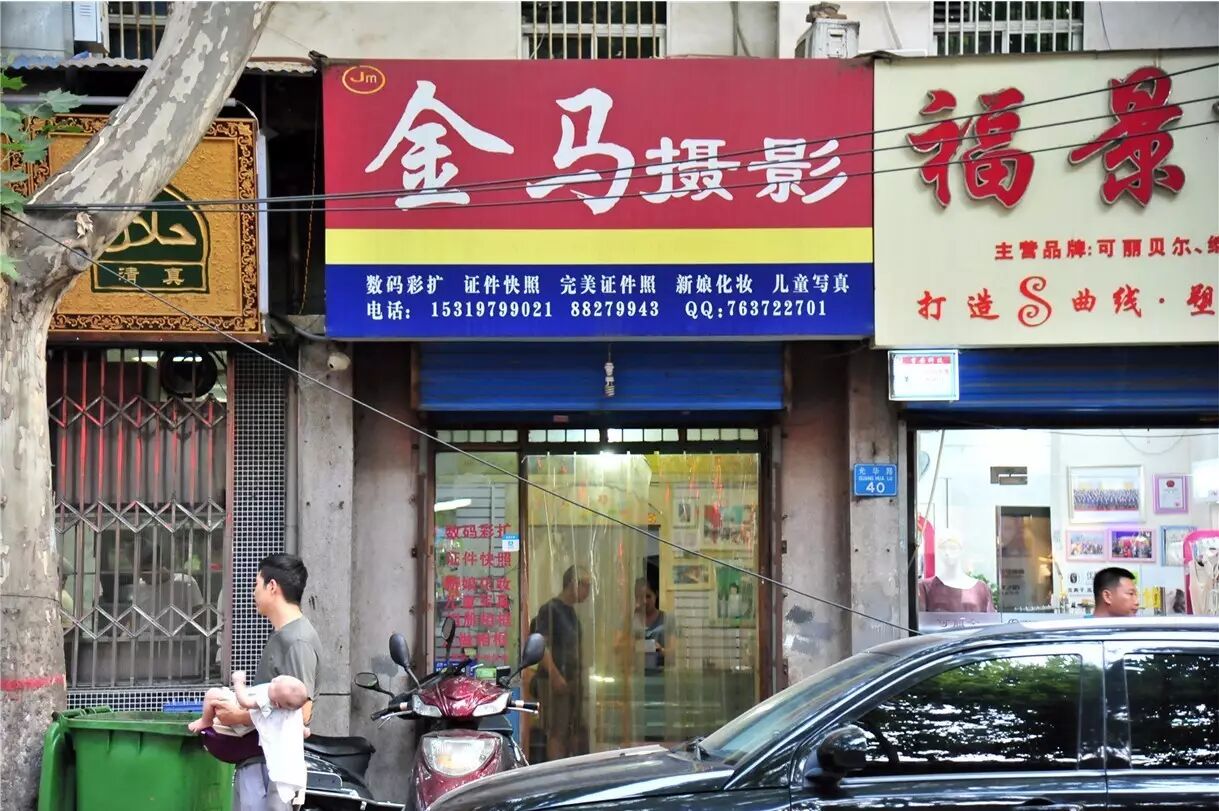 Jm
金马摄影
数码彩扩 证件快照 完美证件照 新娘化妆 儿童写真
电话: 15319799021 88279943 QQ:763722701
حلال
清真
福景
主营品牌:可丽贝尔、
打造S曲线·塑
光华路
GUANG HUA LU
40
数码彩扩
证件快照